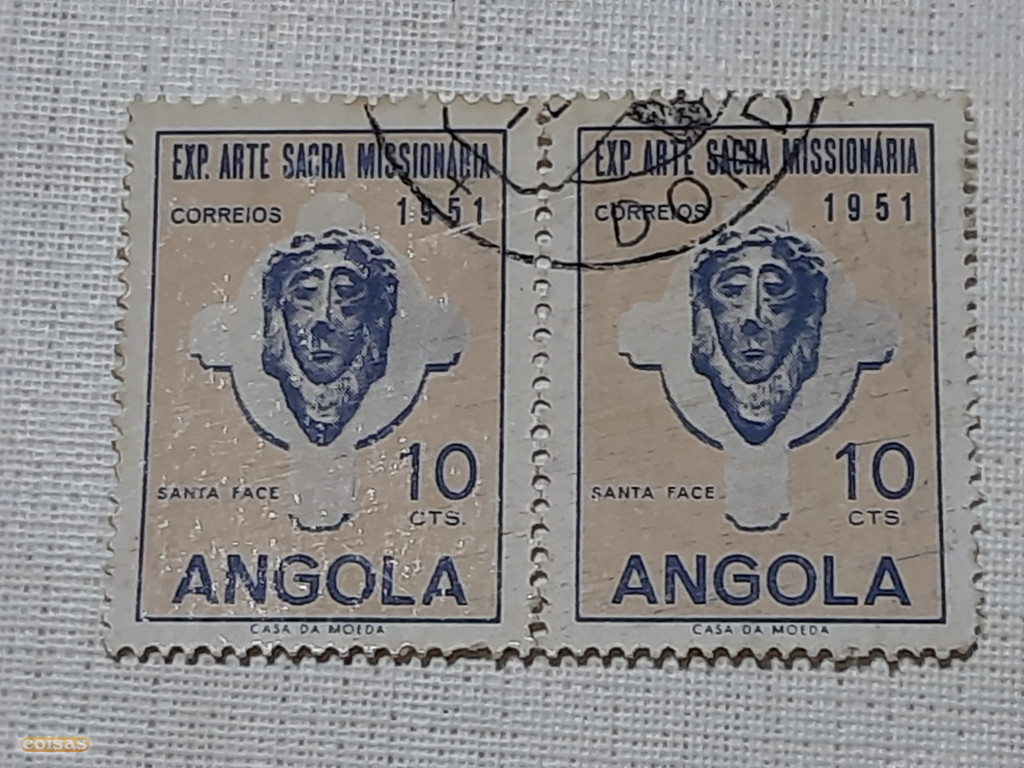 EXP. ARTE SACRA MISSIONÁRIA
CORREIOS 1951
SANTA FACE
10
CTS.
ANGOLA
CASA DA MOEDA
EXP. ARTE SACRA MISSIONÁRIA
CORREIOS 1951
SANTA FACE
10
CTS.
ANGOLA
CASA DA MOEDA
coisas